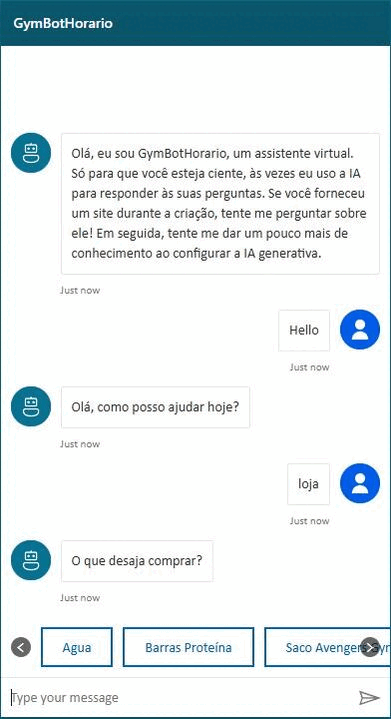 GymBotHorario
Olá, eu sou GymBotHorario, um assistente virtual.
Só para que você esteja ciente, às vezes eu uso a IA
para responder às suas perguntas. Se você forneceu
um site durante a criação, tente me perguntar sobre
ele! Em seguida, tente me dar um pouco mais de
conhecimento ao configurar a IA generativa.
Just now
Hello
Just now
Olá, como posso ajudar hoje?
Just now
loja
Just now
O que desaja comprar?
Just now
Agua
Barras Proteína
Saco Avengers
Type your message